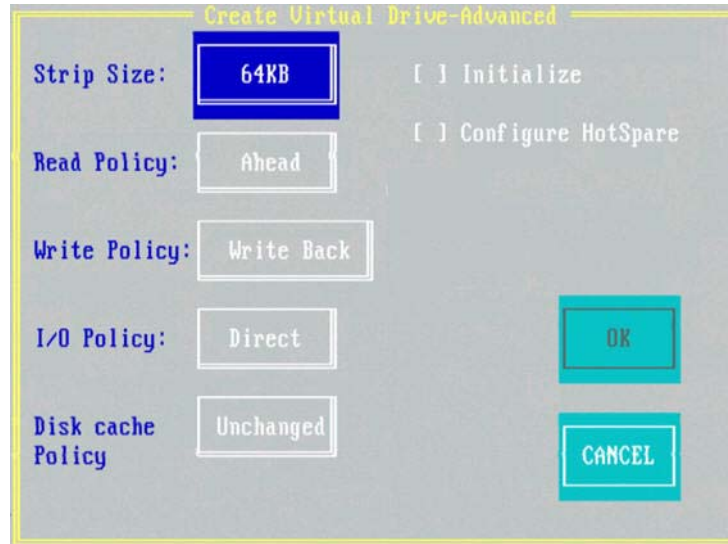 Create Virtual Drive-Advanced
Strip Size: 64KB [ ] Initialize
[ ] Configure HotSpare
Read Policy: Ahead
Write Policy: Write Back
I/O Policy: Direct OK
Disk cache Policy Unchanged
CANCEL